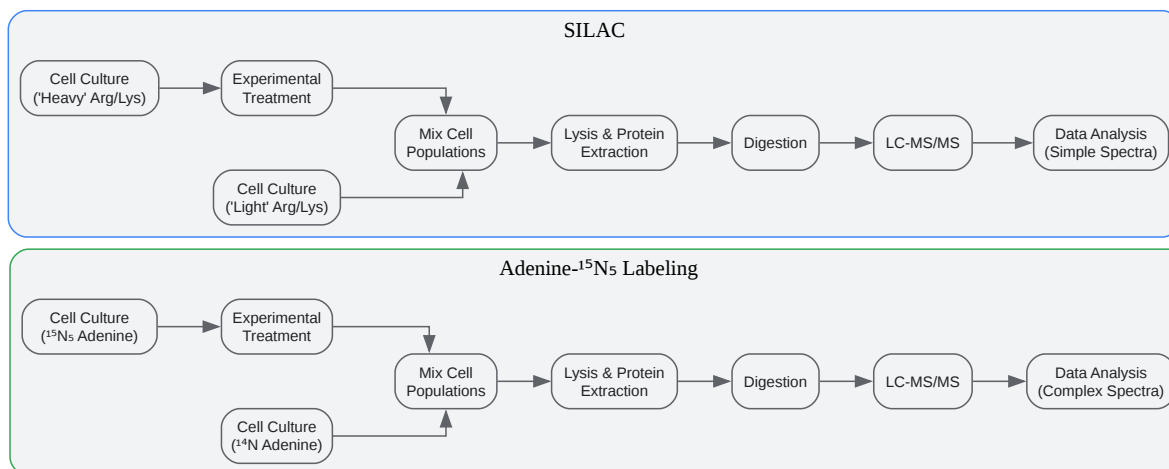 SILAC
Cell Culture
('Heavy' Arg/Lys)
Experimental
Treatment
Mix Cell
Populations
Lysis & Protein
Extraction
Digestion
LC-MS/MS
Data Analysis
(Simple Spectra)
Cell Culture
('Light' Arg/Lys)
Adenine-¹⁵N₅ Labeling
Cell Culture
(¹⁵N₅ Adenine)
Experimental
Treatment
Mix Cell
Populations
Lysis & Protein
Extraction
Digestion
LC-MS/MS
Data Analysis
(Complex Spectra)
Cell Culture
(¹⁴N Adenine)